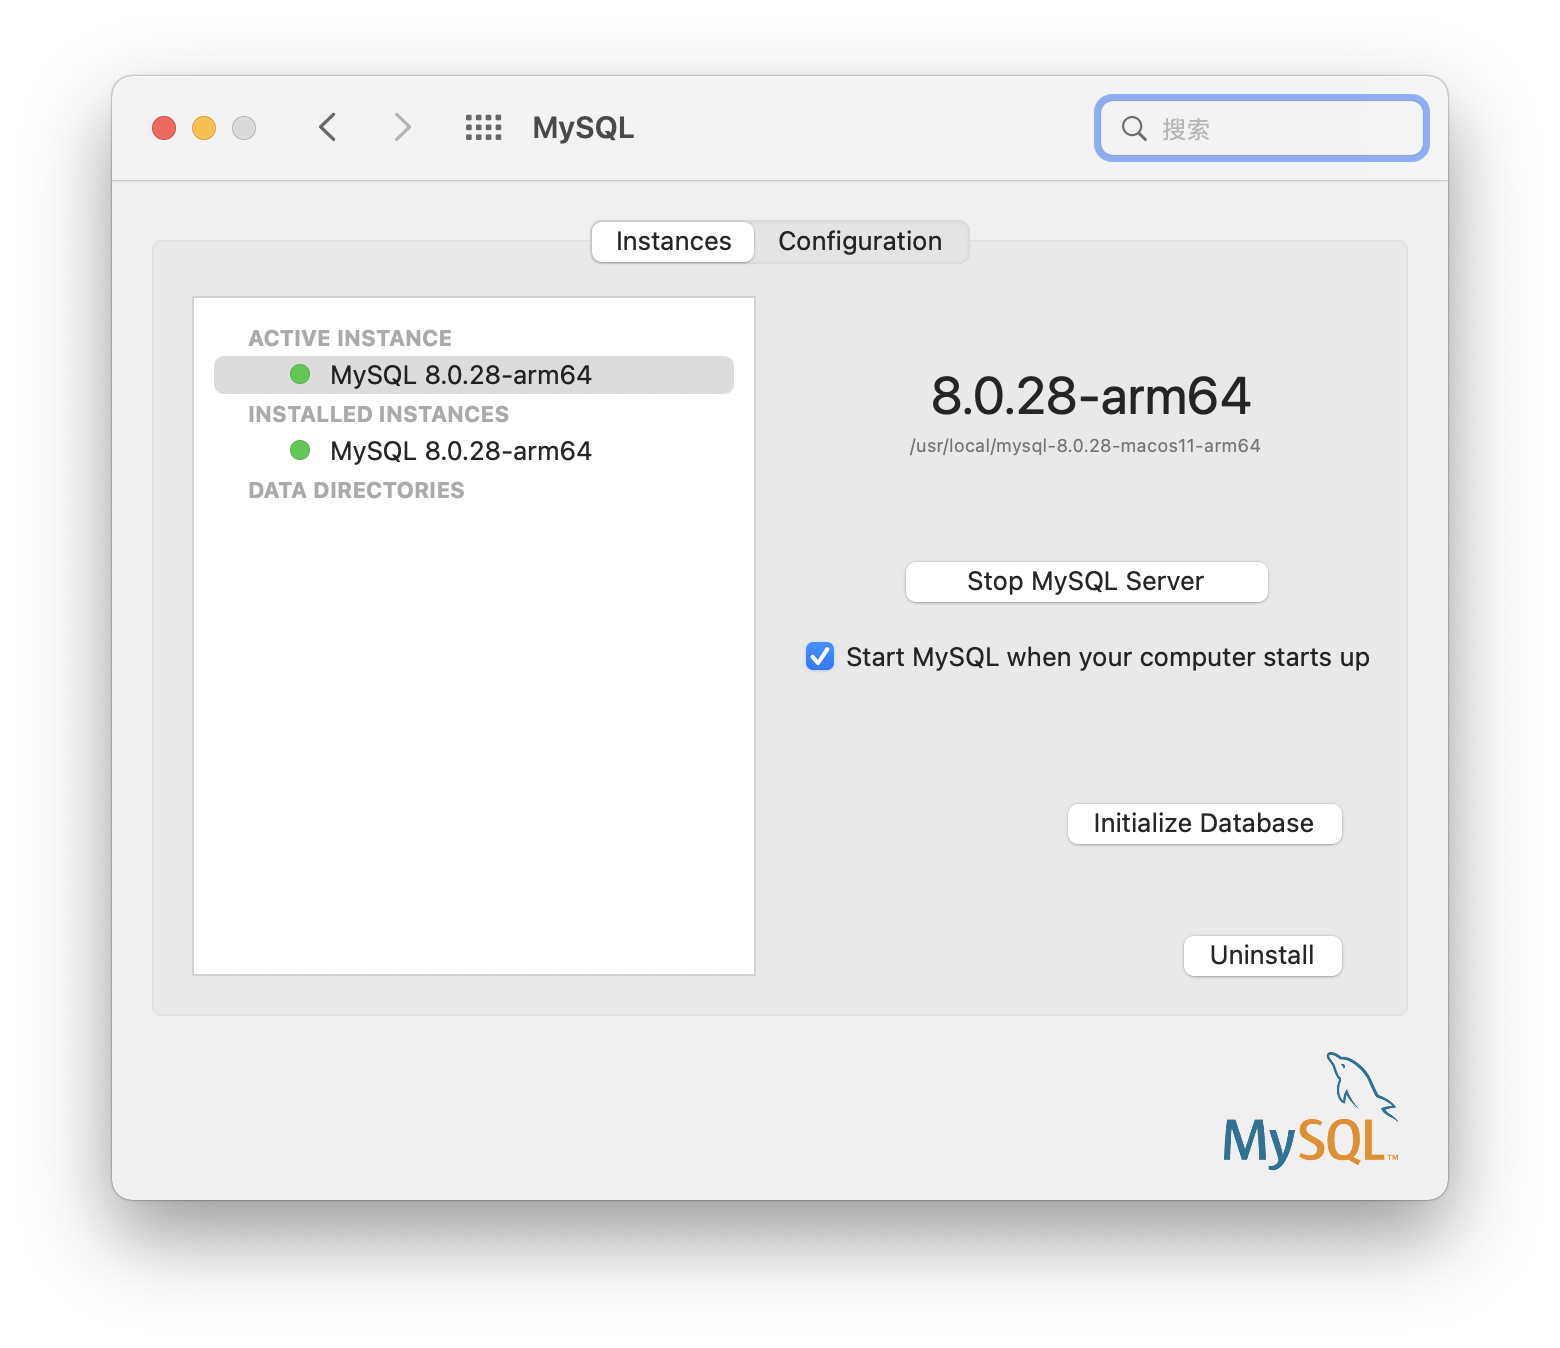 MySQL
搜索
Instances
Configuration
ACTIVE INSTANCE
MySQL 8.0.28-arm64
INSTALLED INSTANCES
MySQL 8.0.28-arm64
DATA DIRECTORIES
8.0.28-arm64
/usr/local/mysql-8.0.28-macos11-arm64
Stop MySQL Server
Start MySQL when your computer starts up
Initialize Database
Uninstall
MySQL™